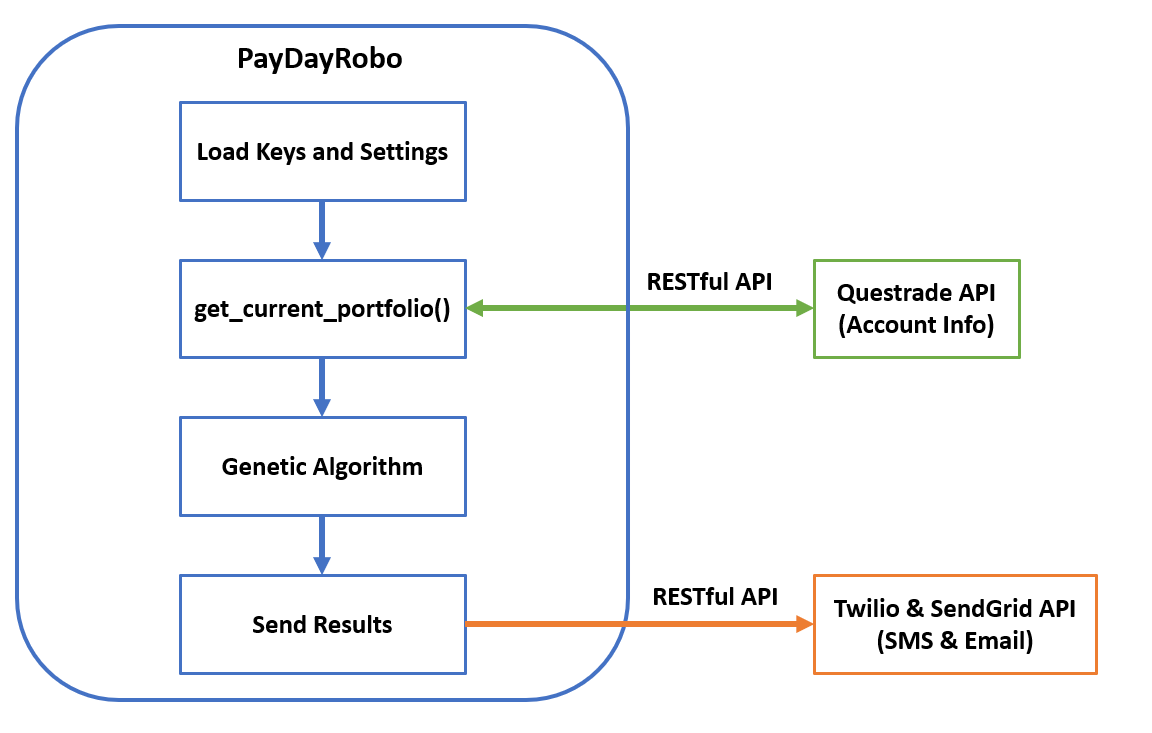 PayDayRobo
Load Keys and Settings
get_current_portfolio()
RESTful API
Questrade API
(Account Info)
Genetic Algorithm
Send Results
RESTful API
Twilio & SendGrid API
(SMS & Email)